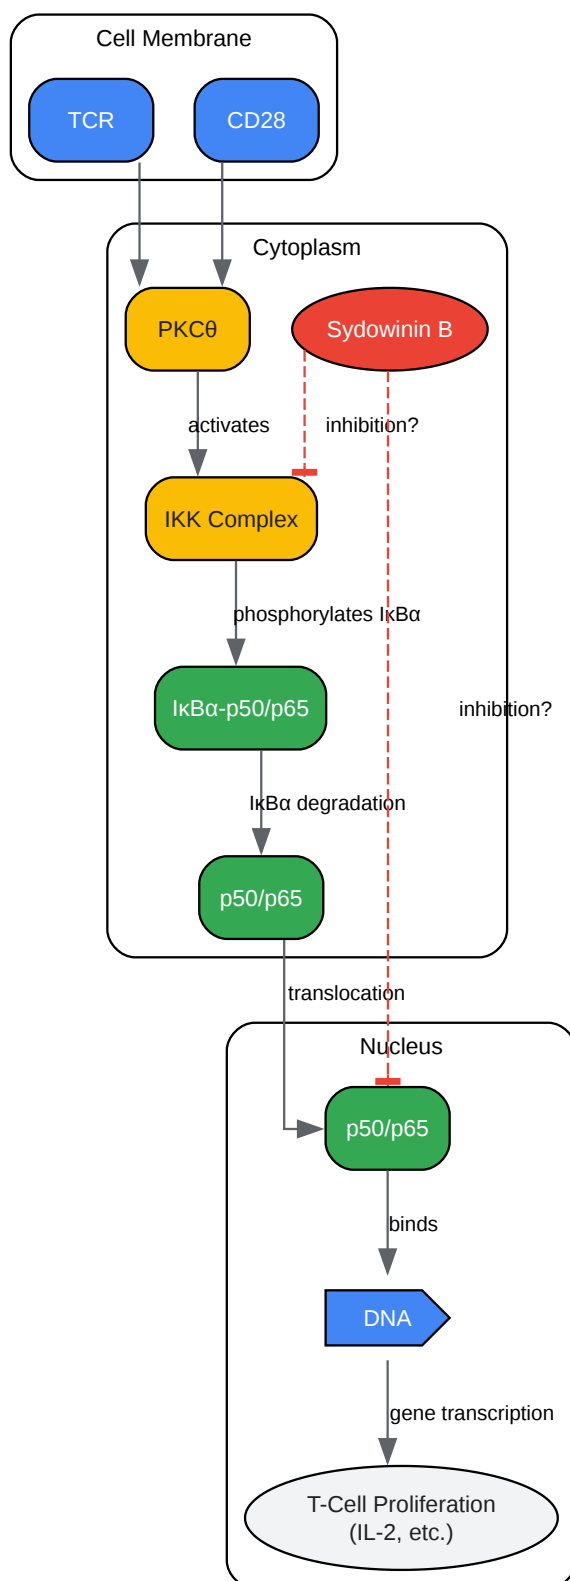 Cell Membrane
TCR
CD28
Cytoplasm
PKCθ
Sydowinin B
activates
inhibition?
IKK Complex
phosphorylates IκBα
IκBα-p50/p65
inhibition?
IκBα degradation
p50/p65
translocation
Nucleus
p50/p65
binds
DNA
gene transcription
T-Cell Proliferation
(IL-2, etc.)